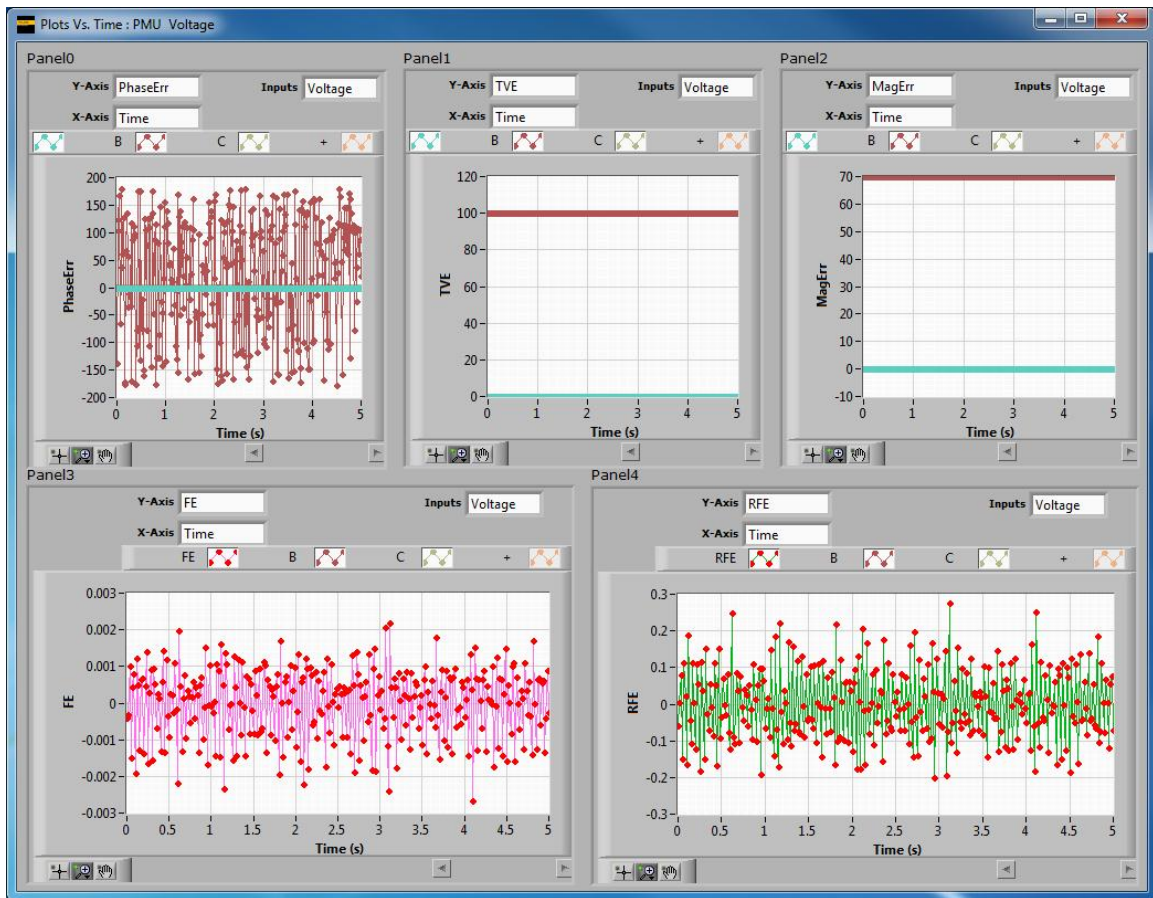 Plots Vs. Time : PMU Voltage
Panel0
Y-Axis PhaseErr Inputs Voltage
X-Axis Time
B C +
200
150
100
50
0
-50
-100
-150
-200
PhaseErr
0 1 2 3 4 5
Time (s)
Panel1
Y-Axis TVE Inputs Voltage
X-Axis Time
B C +
120
100
80
60
40
20
0
TVE
0 1 2 3 4 5
Time (s)
Panel2
Y-Axis MagErr Inputs Voltage
X-Axis Time
B C +
70
60
50
40
30
20
10
0
-10
MagErr
0 1 2 3 4 5
Time (s)
Panel3
Y-Axis FE Inputs Voltage
X-Axis Time
FE B C +
0.003
0.002
0.001
0
-0.001
-0.002
-0.003
FE
0 0.5 1 1.5 2 2.5 3 3.5 4 4.5 5
Time (s)
Panel4
Y-Axis RFE Inputs Voltage
X-Axis Time
RFE B C +
0.3
0.2
0.1
0
-0.1
-0.2
-0.3
RFE
0 0.5 1 1.5 2 2.5 3 3.5 4 4.5 5
Time (s)